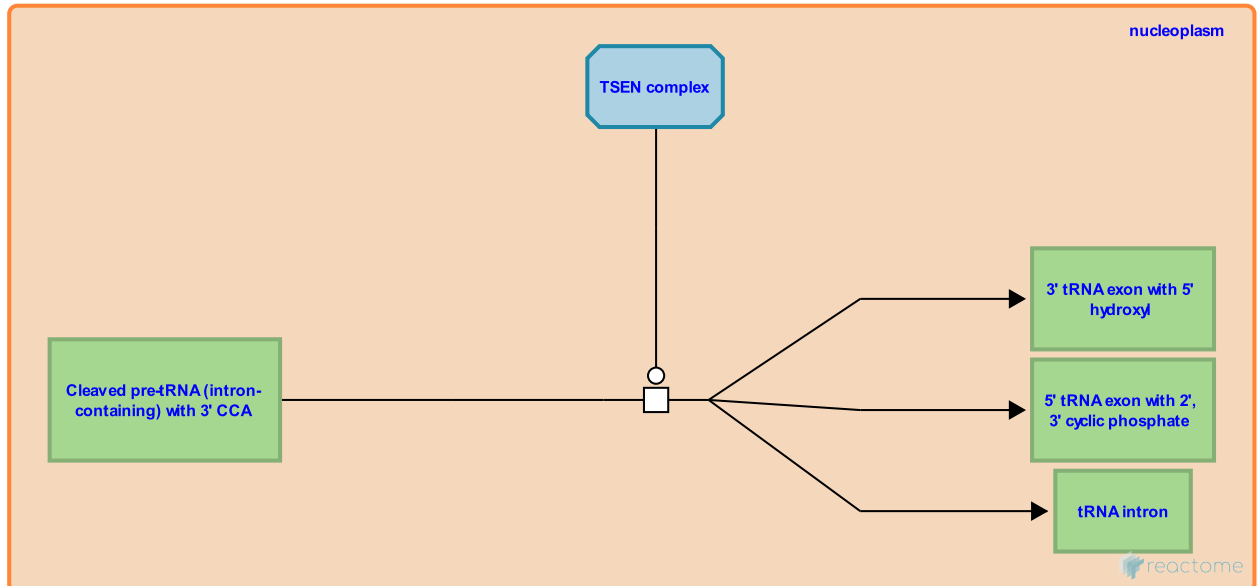 nucleoplasm
TSEN complex
3' tRNA exon with 5'
hydroxyl
Cleaved pre-tRNA (intron-
containing) with 3' CCA
5' tRNA exon with 2',
3' cyclic phosphate
tRNA intron
reactome